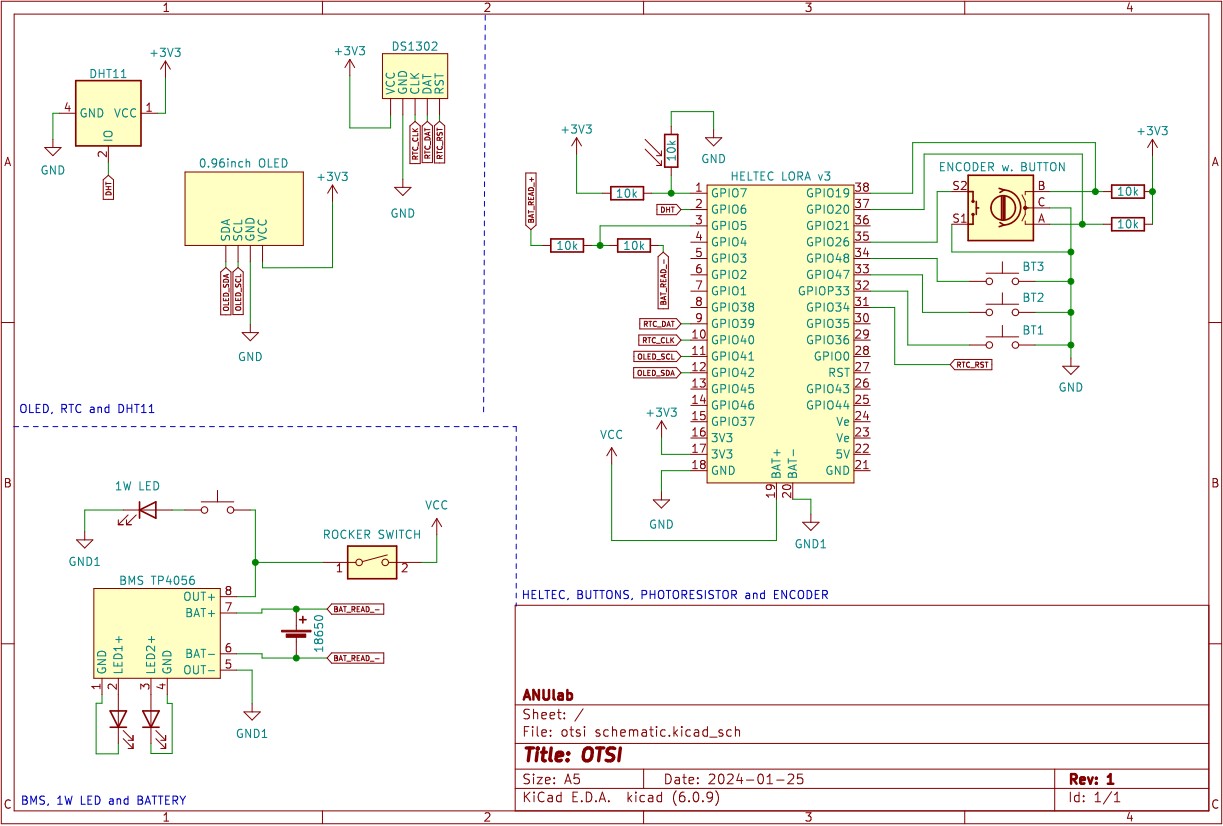 1 2 3 4
A
B
C
+3V3
DHT11
4 GND VCC 1
IO
2
GND
DHT
+3V3
DS1302
VCC
GND
CLK
DAT
RST
RTC_CLK
RTC_DAT
RTC_RST
GND
0.96inch OLED
+3V3
SDA
SCL
GND
VCC
OLED_SDA
OLED_SCL
GND
OLED, RTC and DHT11
+3V3
10k
GND
10k
BAT_READ_+
10k
10k
BAT_READ_-
DHT
RTC_DAT
RTC_CLK
OLED_SCL
OLED_SDA
HELTEC LORA v3
1 GPIO7 GPIO19 38
2 GPIO6 GPIO20 37
3 GPIO5 GPIO21 36
4 GPIO4 GPIO26 35
5 GPIO3 GPIO48 34
6 GPIO2 GPIO47 33
7 GPIO1 GPIOP33 32
8 GPIO38 GPIO34 31
9 GPIO39 GPIO35 30
10 GPIO40 GPIO36 29
11 GPIO41 GPIO0 28
12 GPIO42 RST 27
13 GPIO45 GPIO43 26
14 GPIO46 GPIO44 25
15 GPIO37 Ve 24
16 3V3 Ve 23
17 3V3 5V 22
18 GND GND 21
BAT+
BAT-
19
20
+3V3
VCC
GND
GND1
+3V3
ENCODER w. BUTTON
S2
S1
B
C
A
10k
10k
BT3
BT2
BT1
RTC_RST
GND
HELTEC, BUTTONS, PHOTORESISTOR and ENCODER
1W LED
GND1
VCC
ROCKER SWITCH
1 2
BMS TP4056
OUT+ 8
BAT+ 7
BAT- 6
OUT- 5
GND
LED1+
LED2+
GND
1
2
3
4
BAT_READ_-
+
18650
BAT_READ_-
GND1
BMS, 1W LED and BATTERY
ANUlab
Sheet: /
File: otsi schematic.kicad_sch
Title: OTSI
Size: A5 Date: 2024-01-25 Rev: 1
KiCad E.D.A. kicad (6.0.9) Id: 1/1
A
B
C
1 2 3 4